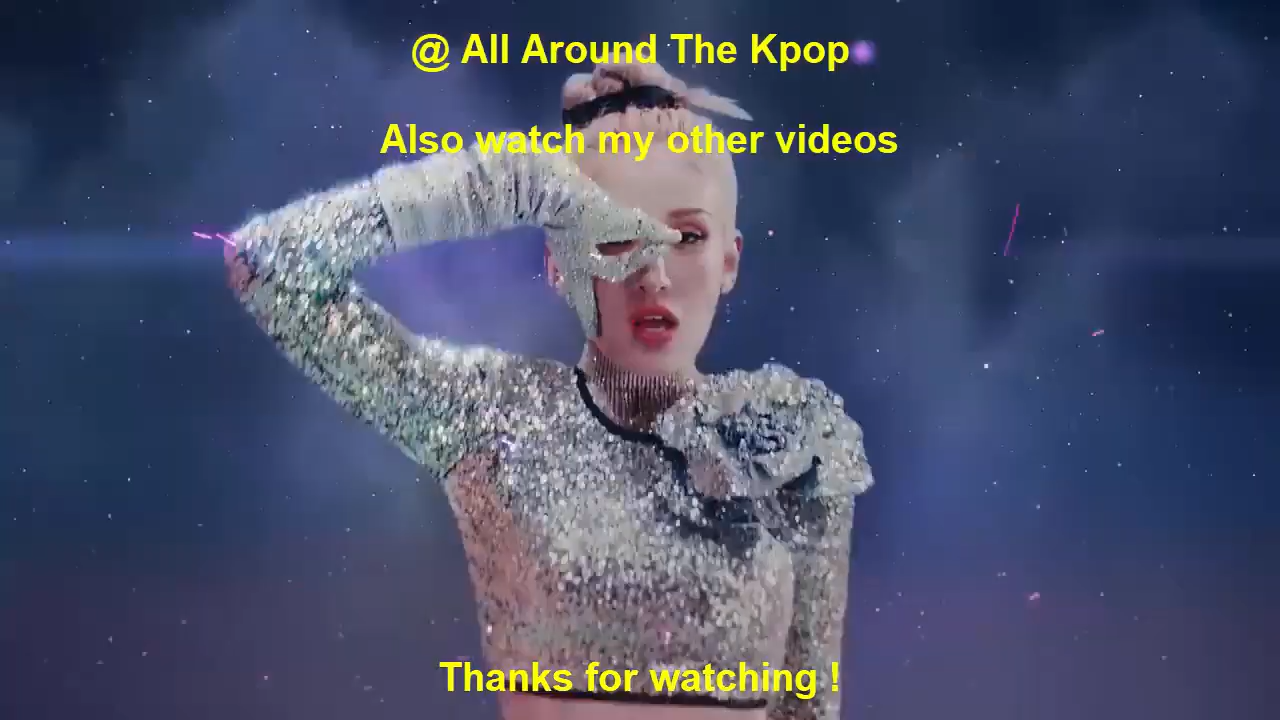 @ All Around The Kpop
Also watch my other videos
Thanks for watching !